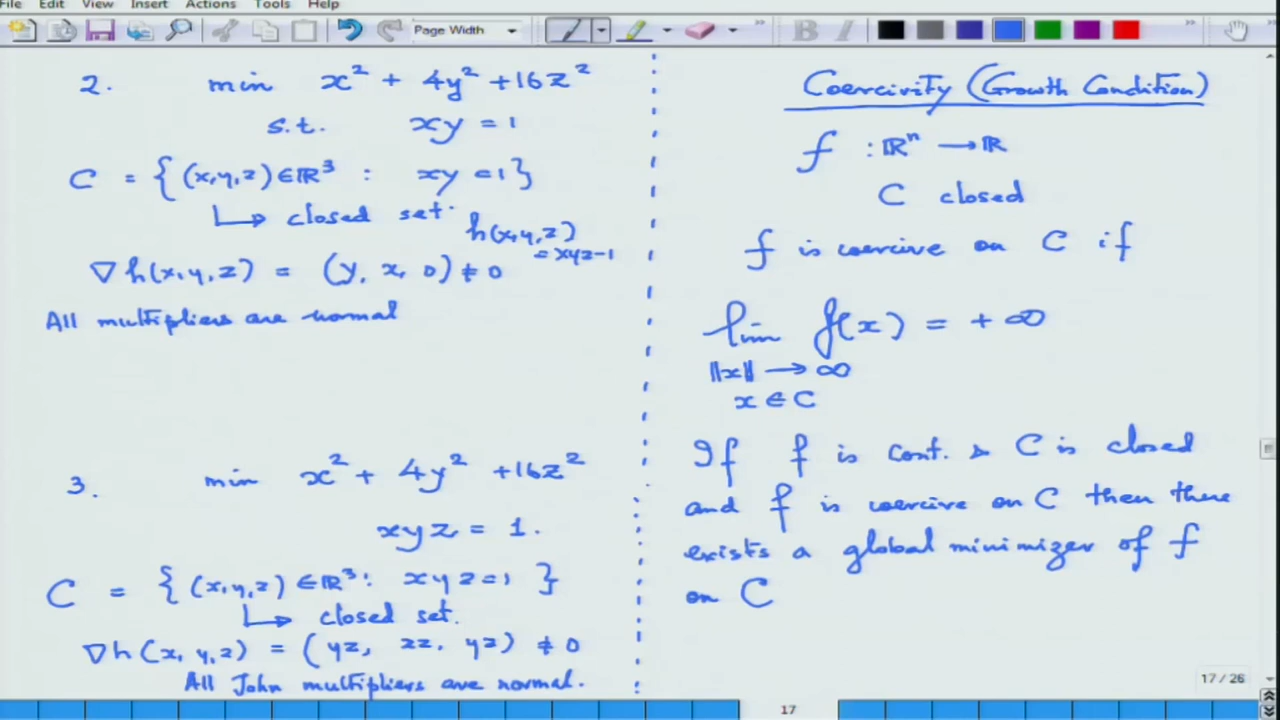 File Edit View Insert Actions Tools Help
Page Width
2. min x² + 4y² + 16z²
s.t. xy = 1
C = {(x,y,z) ∈ ℝ³ : xy = 1}
↳ closed set.
h(x,y,z)
= xyz-1
∇h(x,y,z) = (y, x, 0) ≠ 0
All multipliers are normal
3. min x² + 4y² + 16z²
xyz = 1.
C = {(x,y,z) ∈ ℝ³ : xyz = 1}
↳ closed set.
∇h(x,y,z) = (yz, zz, yz) ≠ 0
All John multipliers are normal.
Coercivity (Growth Condition)
f : ℝⁿ → ℝ
C closed
f is coercive on C if
lim f(x) = +∞
‖x‖ → ∞
x ∈ C
If f is cont. & C is closed
and f is coercive on C then there
exists a global minimizer of f
on C
17 / 26
17